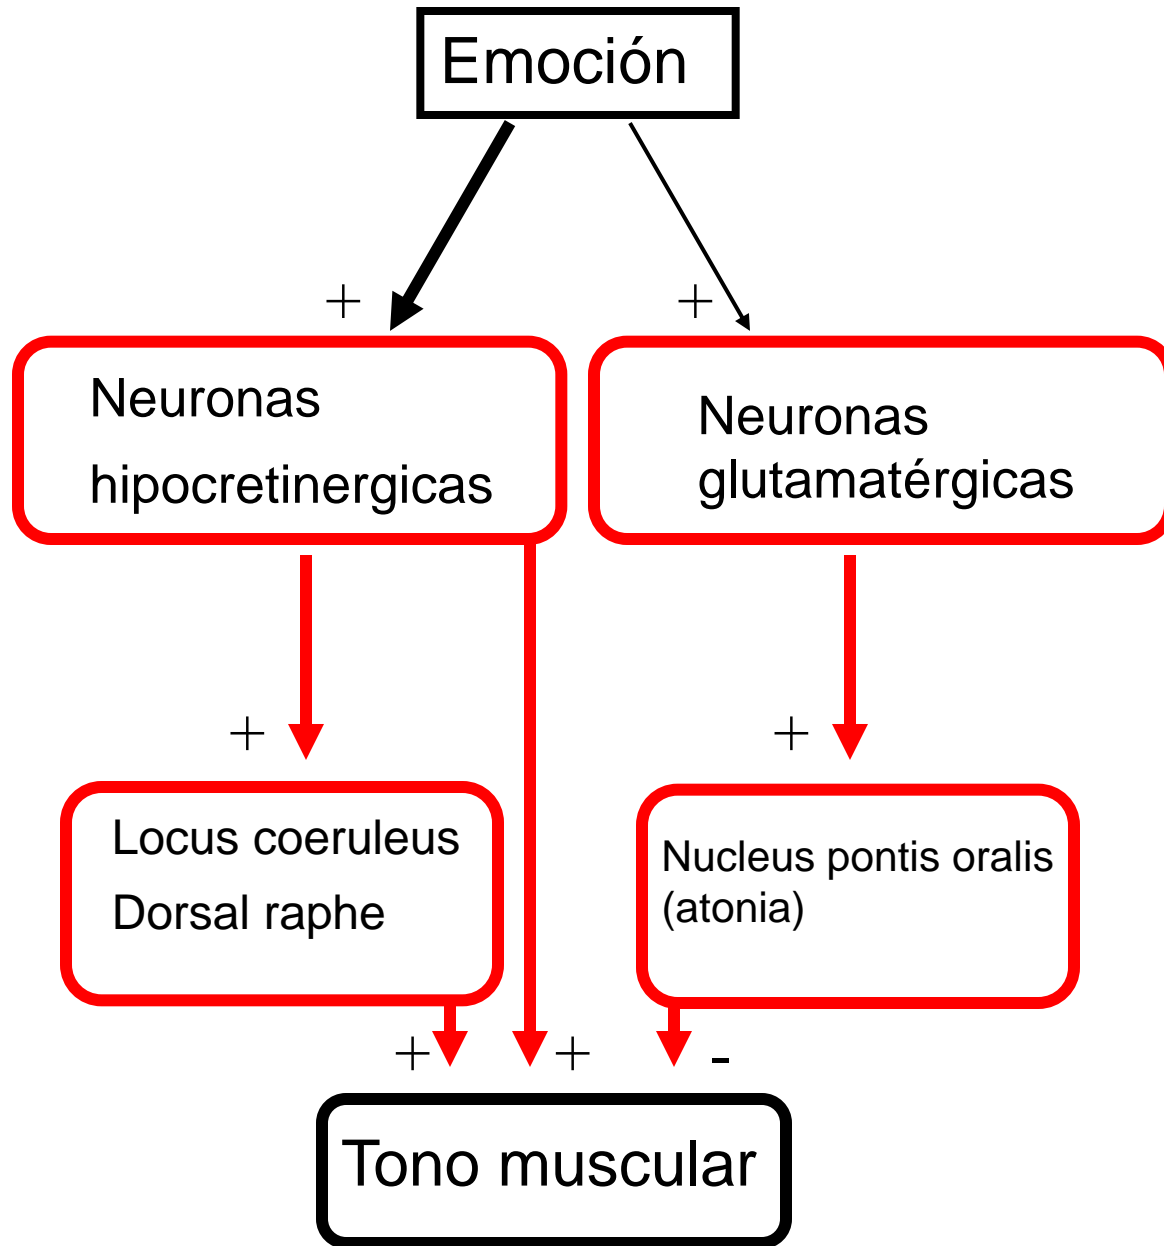 Emoción
+
+
Neuronas
hipocretinergicas
Neuronas
glutamatérgicas
+
+
Locus coeruleus
Dorsal raphe
Nucleus pontis oralis
(atonia)
+
+
-
Tono muscular